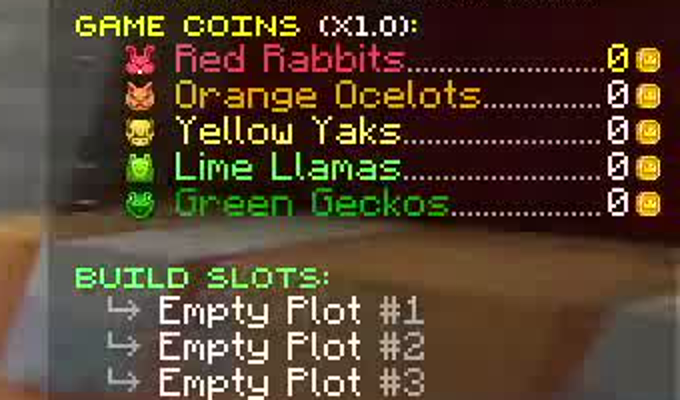 GAME COINS (X1.0):
Red Rabbits..............................0
Orange Ocelots..................0
Yellow Yaks..............................0
Lime Llamas..............................0
Green Geckos.......................0
BUILD SLOTS:
↳ Empty Plot #1
↳ Empty Plot #2
↳ Empty Plot #3